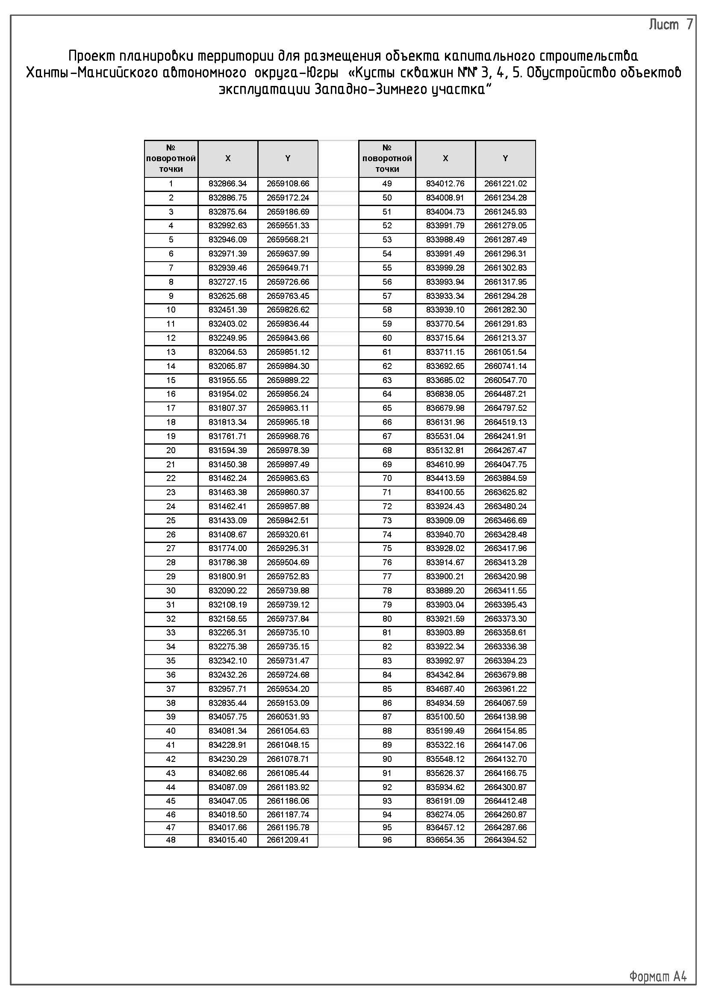 Лист 7
Проект планировки территории для размещения объекта капитального строительства
Ханты-Мансийского автономного округа-Югры «Кусты скважин №№ 3, 4, 5. Обустройство объектов
эксплуатации Западно-Зимнего участка"
№ поворотной точки X Y № поворотной точки X Y
1 832866.34 2659108.66 49 834012.76 2661221.02
2 832886.75 2659172.24 50 834008.91 2661234.28
3 832875.64 2659186.69 51 834004.73 2661245.93
4 832992.63 2659551.33 52 833991.79 2661279.05
5 832946.09 2659568.21 53 833988.49 2661287.49
6 832971.39 2659637.99 54 833991.49 2661296.31
7 832939.46 2659649.71 55 833999.28 2661302.83
8 832727.15 2659726.66 56 833993.94 2661317.95
9 832625.68 2659763.45 57 833933.34 2661294.28
10 832451.39 2659826.62 58 833939.10 2661282.30
11 832403.02 2659836.44 59 833770.54 2661291.83
12 832249.95 2659843.66 60 833715.64 2661213.37
13 832064.53 2659851.12 61 833711.15 2661051.54
14 832065.87 2659884.30 62 833692.65 2660741.14
15 831955.55 2659889.22 63 833685.02 2660547.70
16 831954.02 2659856.24 64 836838.05 2664487.21
17 831807.37 2659863.11 65 836679.98 2664797.52
18 831813.34 2659965.18 66 836131.96 2664519.13
19 831761.71 2659968.76 67 835531.04 2664241.91
20 831594.39 2659978.39 68 835132.81 2664267.47
21 831450.38 2659897.49 69 834610.99 2664047.75
22 831462.24 2659863.63 70 834413.59 2663884.59
23 831463.38 2659860.37 71 834100.55 2663625.82
24 831462.41 2659857.88 72 833924.43 2663480.24
25 831433.09 2659842.51 73 833909.09 2663466.69
26 831408.67 2659320.61 74 833940.70 2663428.48
27 831774.00 2659295.31 75 833928.02 2663417.96
28 831786.38 2659504.69 76 833914.67 2663413.28
29 831800.91 2659752.83 77 833900.21 2663420.98
30 832090.22 2659739.88 78 833889.20 2663411.55
31 832108.19 2659739.12 79 833903.04 2663395.43
32 832158.55 2659737.84 80 833921.59 2663373.30
33 832265.31 2659735.10 81 833903.89 2663358.61
34 832275.38 2659735.15 82 833922.34 2663336.38
35 832342.10 2659731.47 83 833992.97 2663394.23
36 832432.26 2659724.68 84 834342.84 2663679.88
37 832957.71 2659534.20 85 834687.40 2663961.22
38 832835.44 2659153.09 86 834934.59 2664067.59
39 834057.75 2660531.93 87 835100.50 2664138.98
40 834081.34 2661054.63 88 835199.49 2664154.85
41 834228.91 2661048.15 89 835322.16 2664147.06
42 834230.29 2661078.71 90 835548.12 2664132.70
43 834082.66 2661085.44 91 835626.37 2664166.75
44 834087.09 2661183.92 92 835934.62 2664300.87
45 834047.05 2661186.06 93 836191.09 2664412.48
46 834018.50 2661187.74 94 836274.05 2664260.87
47 834017.66 2661195.78 95 836457.12 2664287.66
48 834015.40 2661209.41 96 836654.35 2664394.52
Формат А4